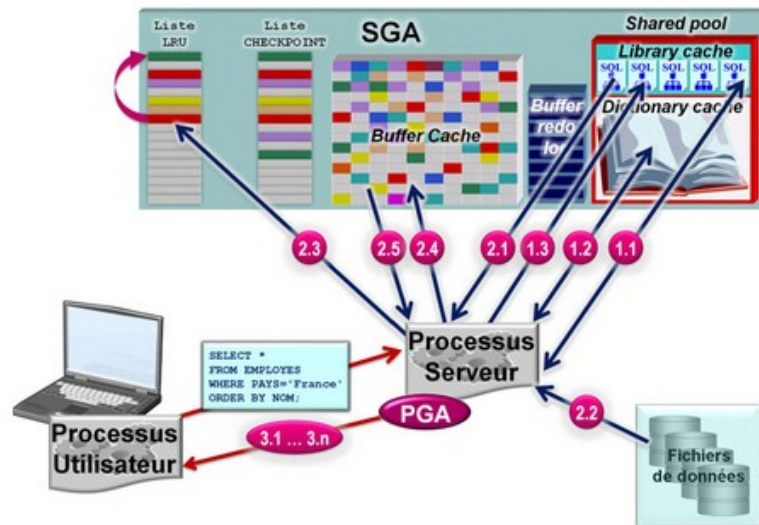 Liste
LRU
Liste
CHECKPOINT
SGA
Shared pool
Library cache
SQL SQL SQL SQL SQL
Dictionary cache
Buffer Cache
Buffer
redo
log
2.3
2.5
2.4
2.1
1.3
1.2
1.1
SELECT *
FROM EMPLOYES
WHERE PAYS='France'
ORDER BY NOM;
Processus
Serveur
PGA
2.2
3.1 ... 3.n
Processus
Utilisateur
Fichiers
de données